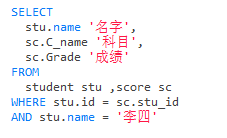 SELECT
stu.name '名字',
sc.C_name '科目',
sc.Grade '成绩'
FROM
student stu ,score sc
WHERE stu.id = sc.stu_id
AND stu.name = '李四'